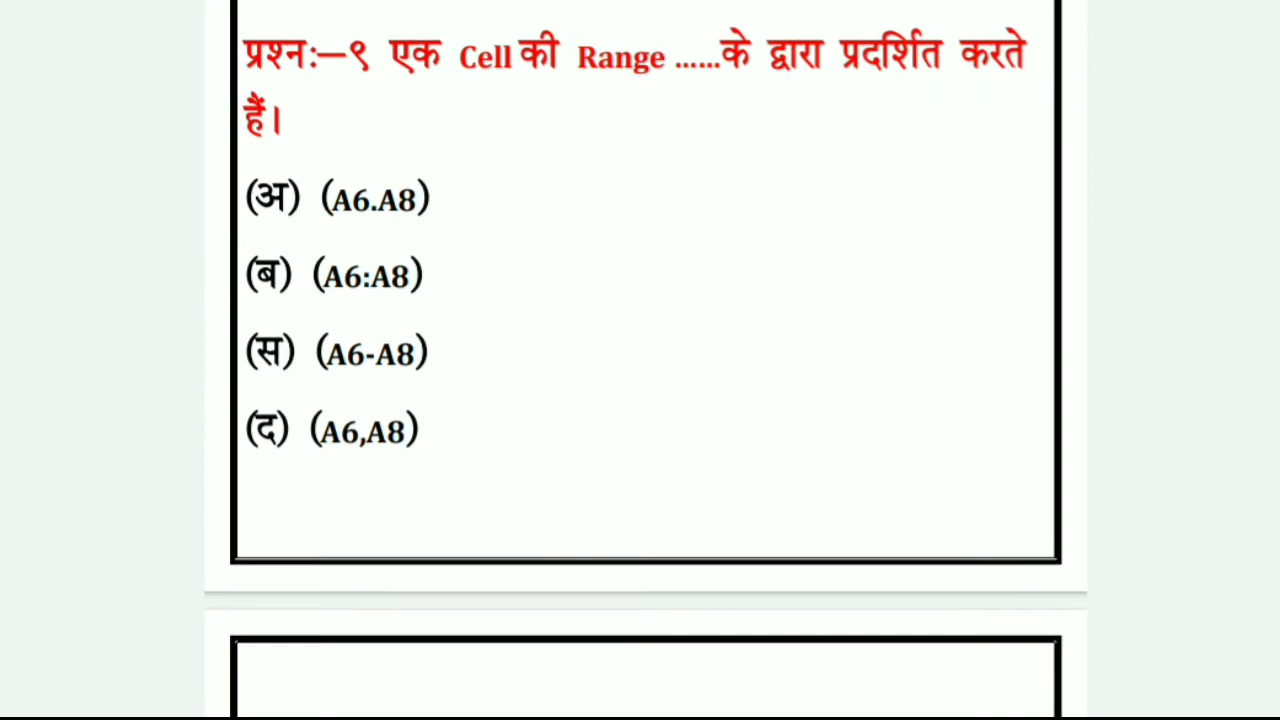 प्रश्नः—९ एक Cell की Range ......के द्वारा प्रदर्शित करते
हैं।
(अ) (A6.A8)
(ब) (A6:A8)
(स) (A6-A8)
(द) (A6,A8)